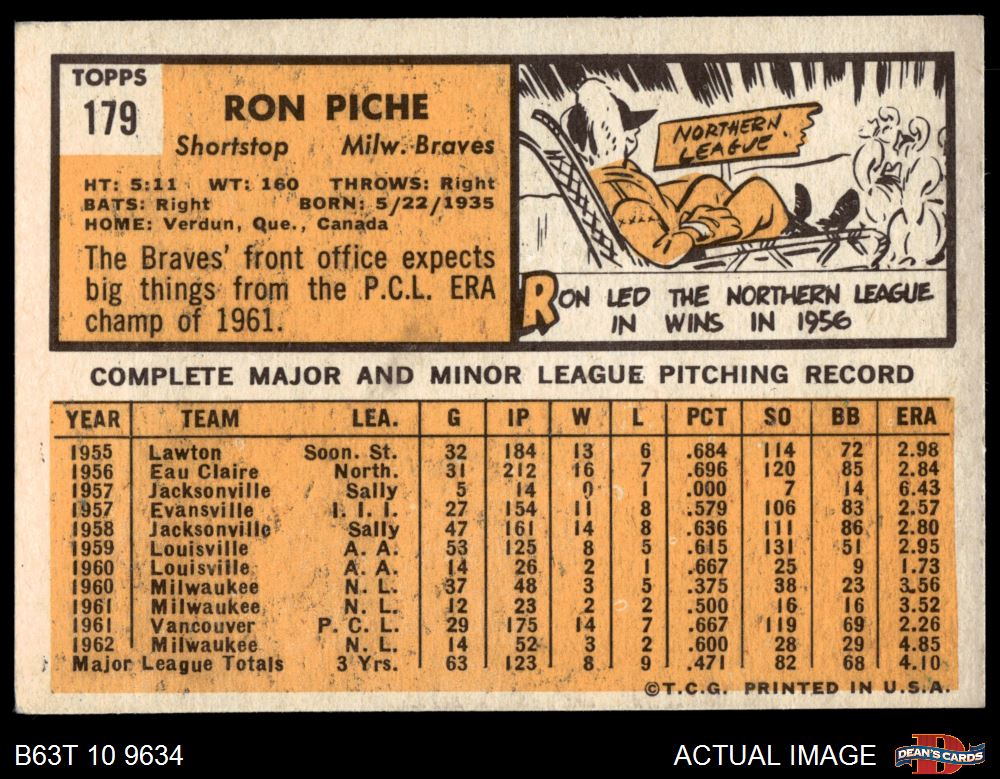 TOPPS
179
RON PICHE
Shortstop Milw. Braves
HT: 5:11 WT: 160 THROWS: Right
BATS: Right BORN: 5/22/1935
HOME: Verdun, Que., Canada
The Braves' front office expects
big things from the P.C.L. ERA
champ of 1961.
NORTHERN
LEAGUE
RON LED THE NORTHERN LEAGUE
IN WINS IN 1956
COMPLETE MAJOR AND MINOR LEAGUE PITCHING RECORD
YEAR TEAM LEA. G IP W L PCT SO BB ERA
1955 Lawton Soon. St. 32 184 13 6 .684 114 72 2.98
1956 Eau Claire North. 31 212 16 7 .696 120 85 2.84
1957 Jacksonville Sally 5 14 0 1 .000 7 14 6.43
1957 Evansville I. I. I. 27 154 11 8 .579 106 83 2.57
1958 Jacksonville Sally 47 161 14 8 .636 111 86 2.80
1959 Louisville A. A. 53 125 8 5 .615 131 51 2.95
1960 Louisville A. A. 14 26 2 1 .667 25 9 1.73
1960 Milwaukee N. L. 37 48 3 5 .375 38 23 3.56
1961 Milwaukee N. L. 12 23 2 2 .500 16 16 3.52
1961 Vancouver P. C. L. 29 175 14 7 .667 119 69 2.26
1962 Milwaukee N. L. 14 52 3 2 .600 28 29 4.85
Major League Totals 3 Yrs. 63 123 8 9 .471 82 68 4.10
©T.C.G. PRINTED IN U.S.A.
B63T 10 9634 ACTUAL IMAGE DEAN'S CARDS